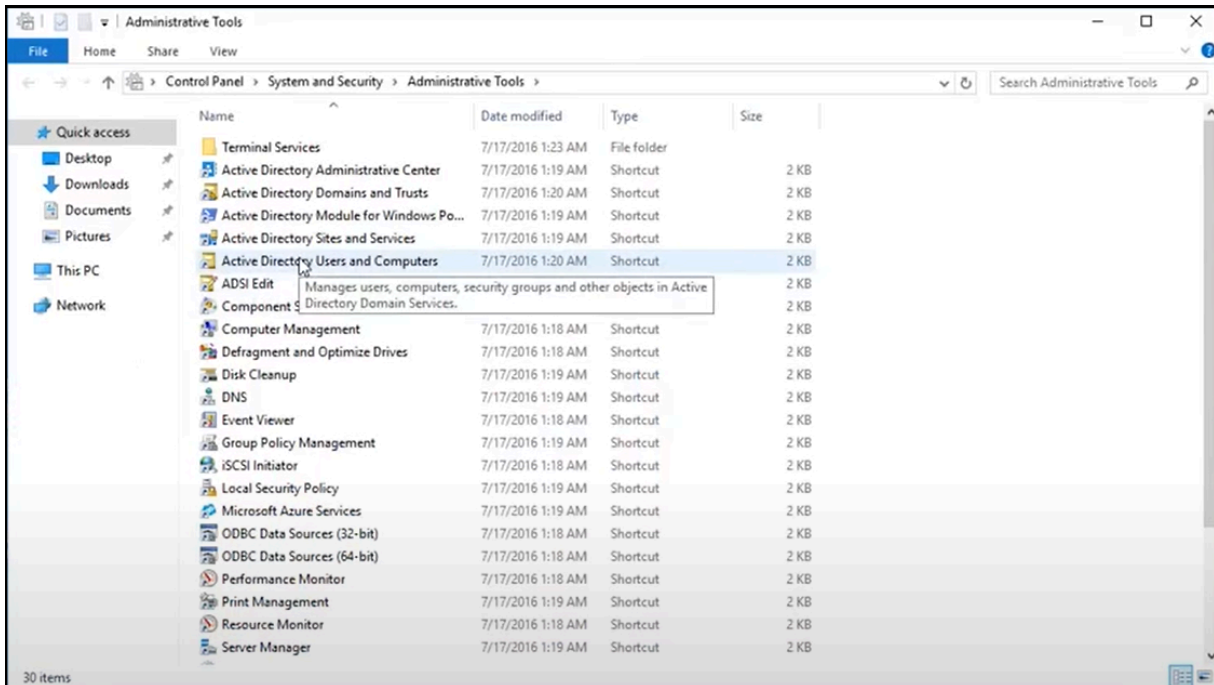 Administrative Tools
File Home Share View
Control Panel > System and Security > Administrative Tools >
Search Administrative Tools
Name Date modified Type Size
Quick access
Desktop
Downloads
Documents
Pictures
This PC
Network
Terminal Services 7/17/2016 1:23 AM File folder
Active Directory Administrative Center 7/17/2016 1:19 AM Shortcut 2 KB
Active Directory Domains and Trusts 7/17/2016 1:20 AM Shortcut 2 KB
Active Directory Module for Windows Po... 7/17/2016 1:19 AM Shortcut 2 KB
Active Directory Sites and Services 7/17/2016 1:19 AM Shortcut 2 KB
Active Directory Users and Computers 7/17/2016 1:20 AM Shortcut 2 KB
ADSI Edit 2 KB
Manages users, computers, security groups and other objects in Active
Directory Domain Services.
Component S 2 KB
Computer Management 7/17/2016 1:18 AM Shortcut 2 KB
Defragment and Optimize Drives 7/17/2016 1:18 AM Shortcut 2 KB
Disk Cleanup 7/17/2016 1:19 AM Shortcut 2 KB
DNS 7/17/2016 1:19 AM Shortcut 2 KB
Event Viewer 7/17/2016 1:18 AM Shortcut 2 KB
Group Policy Management 7/17/2016 1:19 AM Shortcut 2 KB
iSCSI Initiator 7/17/2016 1:18 AM Shortcut 2 KB
Local Security Policy 7/17/2016 1:19 AM Shortcut 2 KB
Microsoft Azure Services 7/17/2016 1:19 AM Shortcut 2 KB
ODBC Data Sources (32-bit) 7/17/2016 1:18 AM Shortcut 2 KB
ODBC Data Sources (64-bit) 7/17/2016 1:18 AM Shortcut 2 KB
Performance Monitor 7/17/2016 1:18 AM Shortcut 2 KB
Print Management 7/17/2016 1:19 AM Shortcut 2 KB
Resource Monitor 7/17/2016 1:19 AM Shortcut 2 KB
Server Manager 7/17/2016 1:19 AM Shortcut 2 KB
30 items